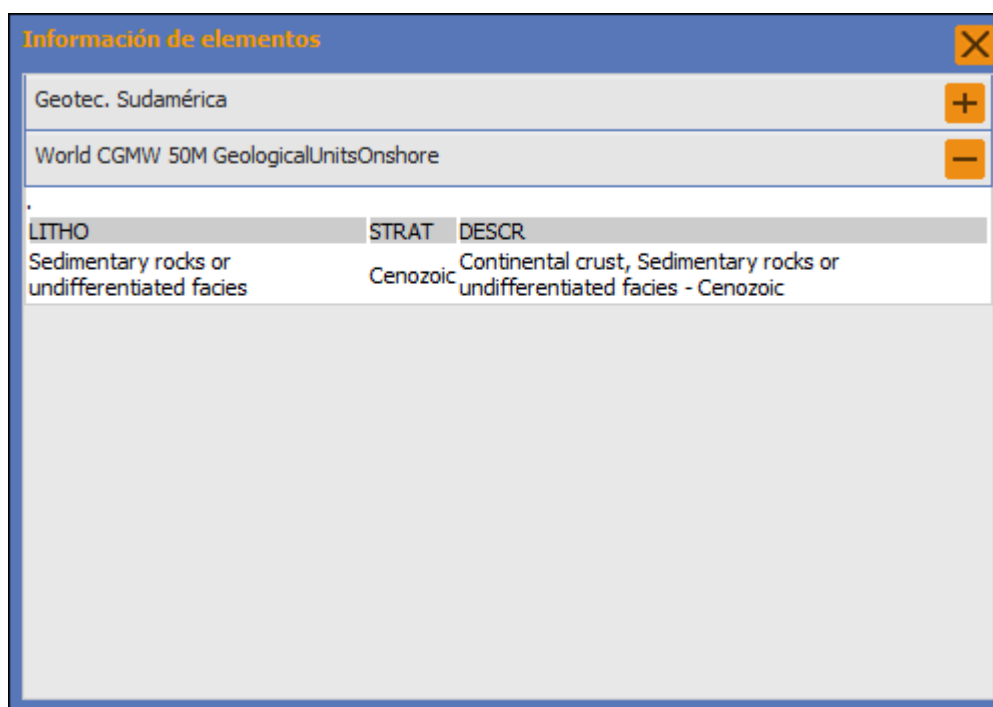 Información de elementos
Geotec. Sudamérica
World CGMW 50M GeologicalUnitsOnshore
.
LITHO STRAT DESCR
Sedimentary rocks or undifferentiated facies Cenozoic Continental crust, Sedimentary rocks or undifferentiated facies - Cenozoic